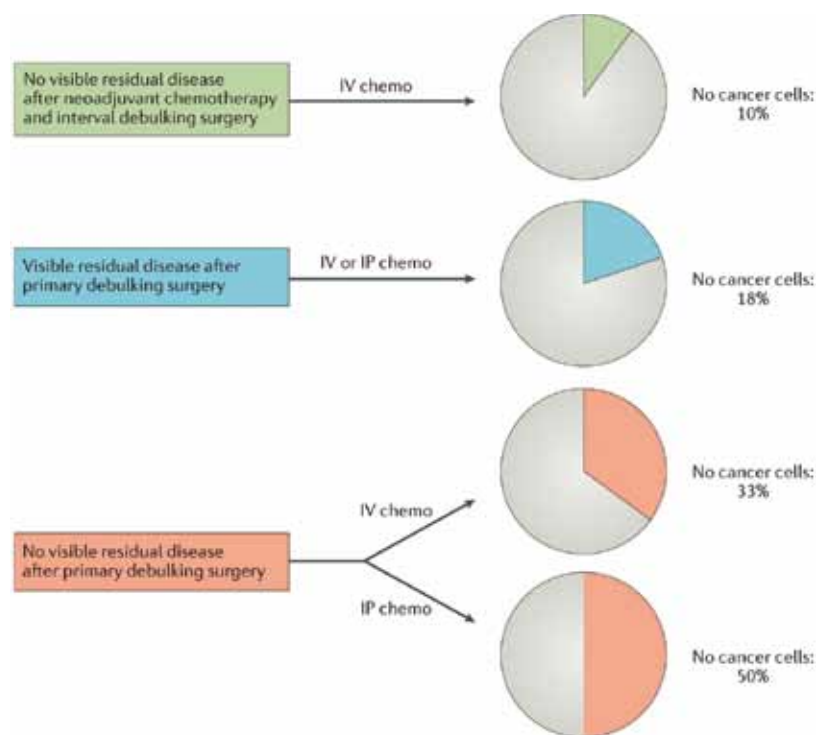 No visible residual disease
after neoadjuvant chemotherapy
and interval debulking surgery
IV chemo
No cancer cells:
10%
Visible residual disease after
primary debulking surgery
IV or IP chemo
No cancer cells:
18%
No visible residual disease
after primary debulking surgery
IV chemo
No cancer cells:
33%
IP chemo
No cancer cells:
50%